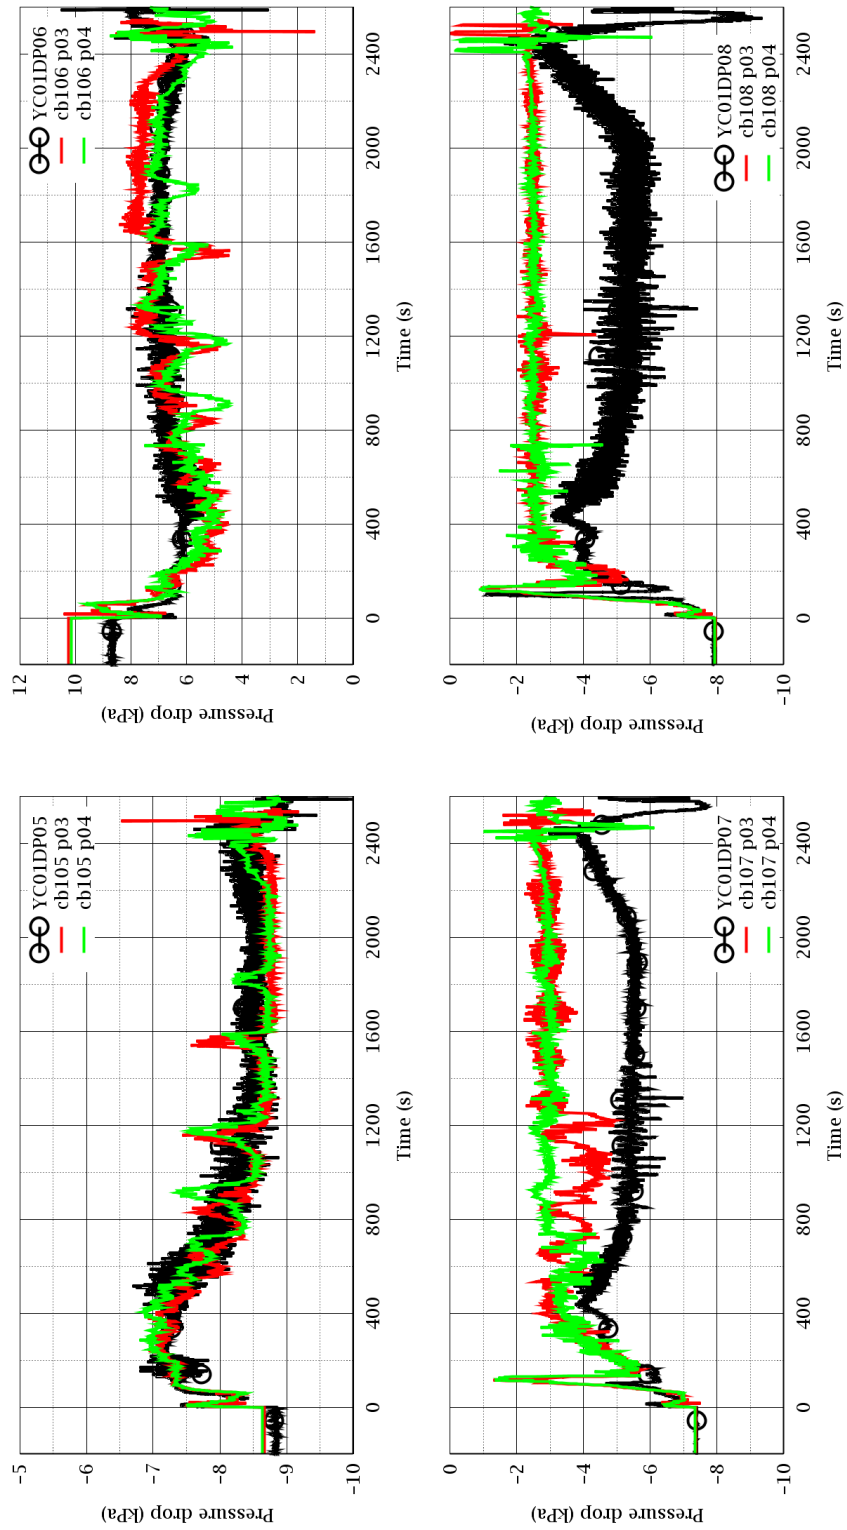 -5
-6
-7
-8
-9
-10
Pressure drop (kPa)
YC01DP05
cb105 p03
cb105 p04
0
400
800
1200
1600
2000
2400
Time (s)
12
10
8
6
4
2
0
Pressure drop (kPa)
YC01DP06
cb106 p03
cb106 p04
0
400
800
1200
1600
2000
2400
Time (s)
0
-2
-4
-6
-8
-10
Pressure drop (kPa)
YC01DP07
cb107 p03
cb107 p04
0
400
800
1200
1600
2000
2400
Time (s)
0
-2
-4
-6
-8
-10
Pressure drop (kPa)
YC01DP08
cb108 p03
cb108 p04
0
400
800
1200
1600
2000
2400
Time (s)